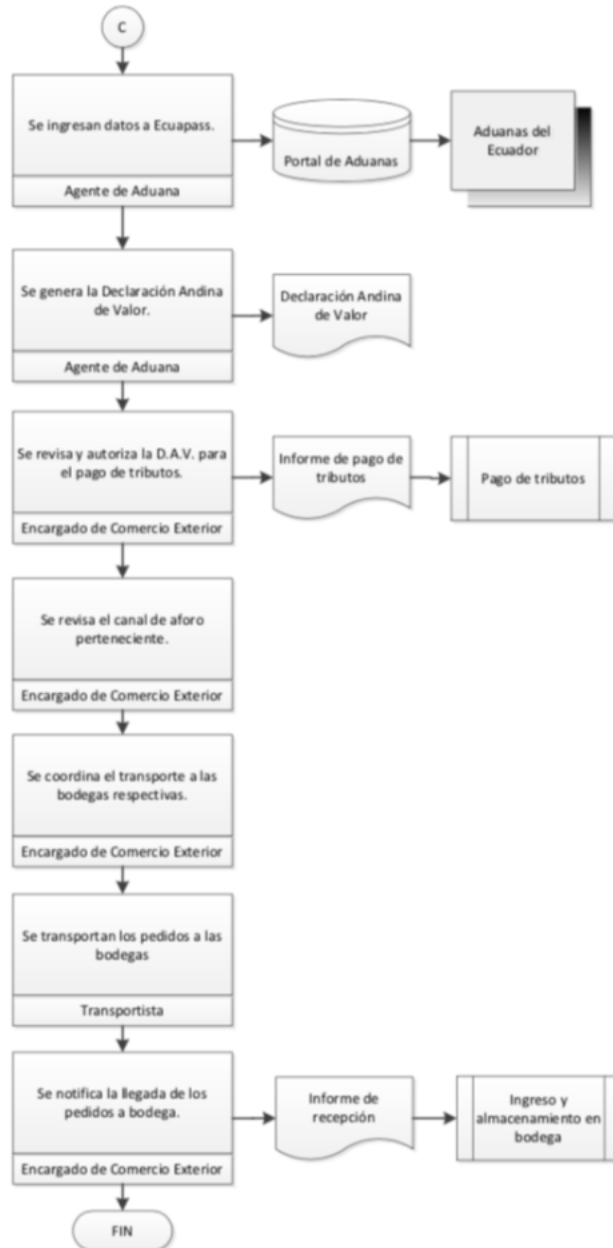 C
Se ingresan datos a Ecuapass.
Agente de Aduana
Portal de Aduanas
Aduanas del
Ecuador
Se genera la Declaración Andina
de Valor.
Agente de Aduana
Declaración Andina
de Valor
Se revisa y autoriza la D.A.V. para
el pago de tributos.
Encargado de Comercio Exterior
Informe de pago de
tributos
Pago de tributos
Se revisa el canal de aforo
perteneciente.
Encargado de Comercio Exterior
Se coordina el transporte a las
bodegas respectivas.
Encargado de Comercio Exterior
Se transportan los pedidos a las
bodegas
Transportista
Se notifica la llegada de los
pedidos a bodega.
Encargado de Comercio Exterior
Informe de
recepción
Ingreso y
almacenamiento en
bodega
FIN